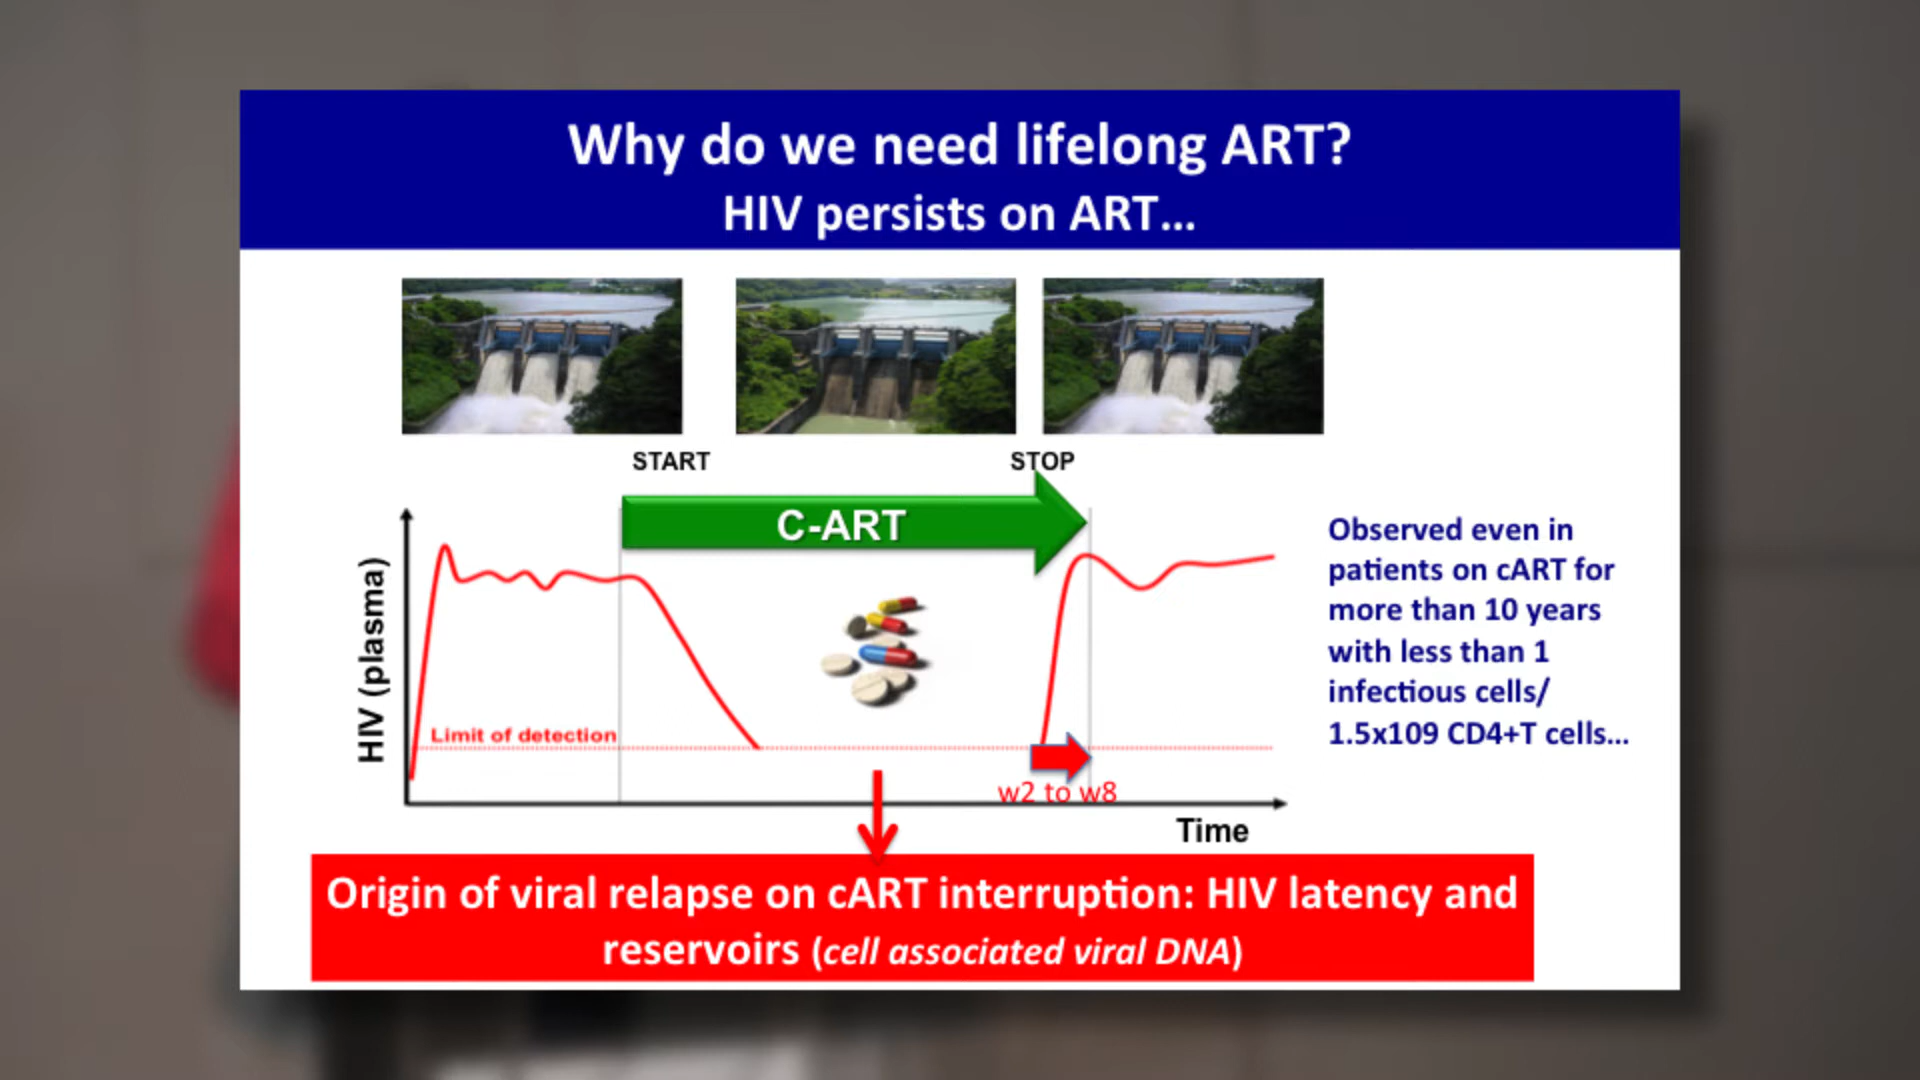 Why do we need lifelong ART?
HIV persists on ART...
START
STOP
C-ART
HIV (plasma)
Limit of detection
w2 to w8
Time
Observed even in
patients on cART for
more than 10 years
with less than 1
infectious cells/
1.5x109 CD4+T cells...
Origin of viral relapse on cART interruption: HIV latency and
reservoirs (cell associated viral DNA)